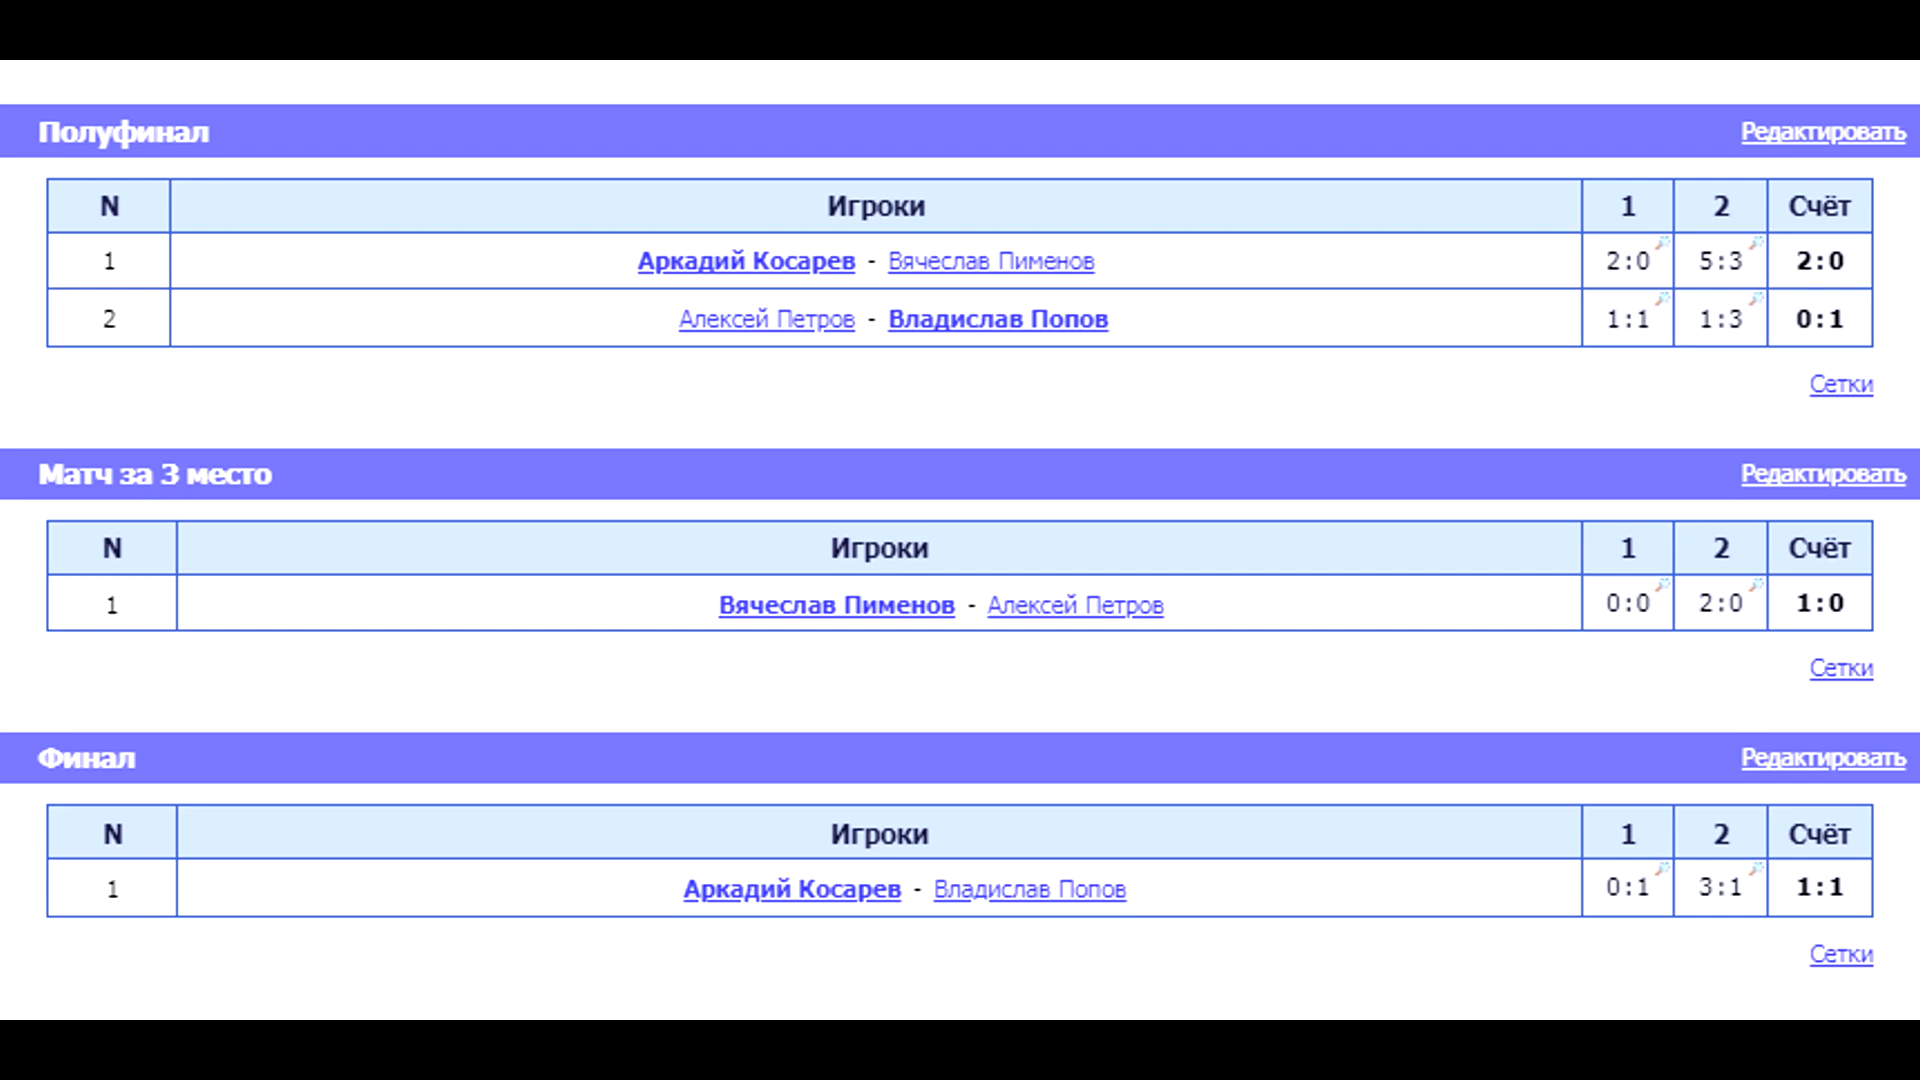 Полуфинал Редактировать
N Игроки 1 2 Счёт
1 Аркадий Косарев - Вячеслав Пименов 2:0 5:3 2:0
2 Алексей Петров - Владислав Попов 1:1 1:3 0:1
Сетки
Матч за 3 место Редактировать
N Игроки 1 2 Счёт
1 Вячеслав Пименов - Алексей Петров 0:0 2:0 1:0
Сетки
Финал Редактировать
N Игроки 1 2 Счёт
1 Аркадий Косарев - Владислав Попов 0:1 3:1 1:1
Сетки